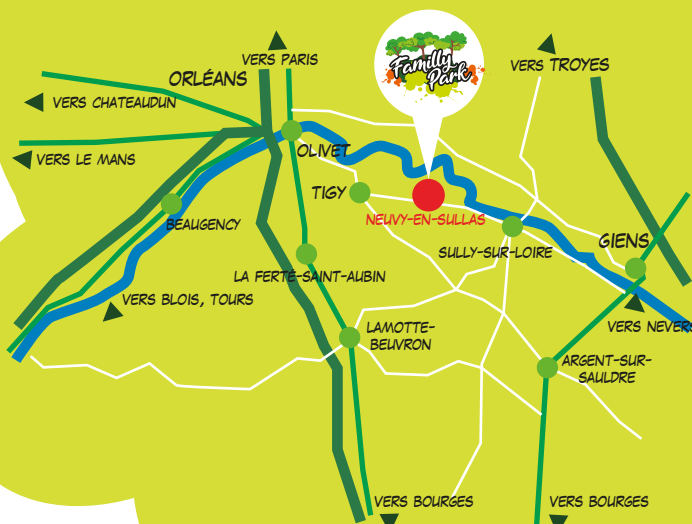 VERS PARIS
ORLÉANS
VERS TROYES
Familly
Park
VERS CHATEAUDUN
VERS LE MANS
OLIVET
TIGY
NEUVY-EN-SULLAS
BEAUGENCY
SULLY-SUR-LOIRE
GIENS
LA FERTÉ-SAINT-AUBIN
VERS BLOIS, TOURS
VERS NEVERS
LAMOTTE-
BEUVRON
ARGENT-SUR-
SAULDRE
VERS BOURGES
VERS BOURGES